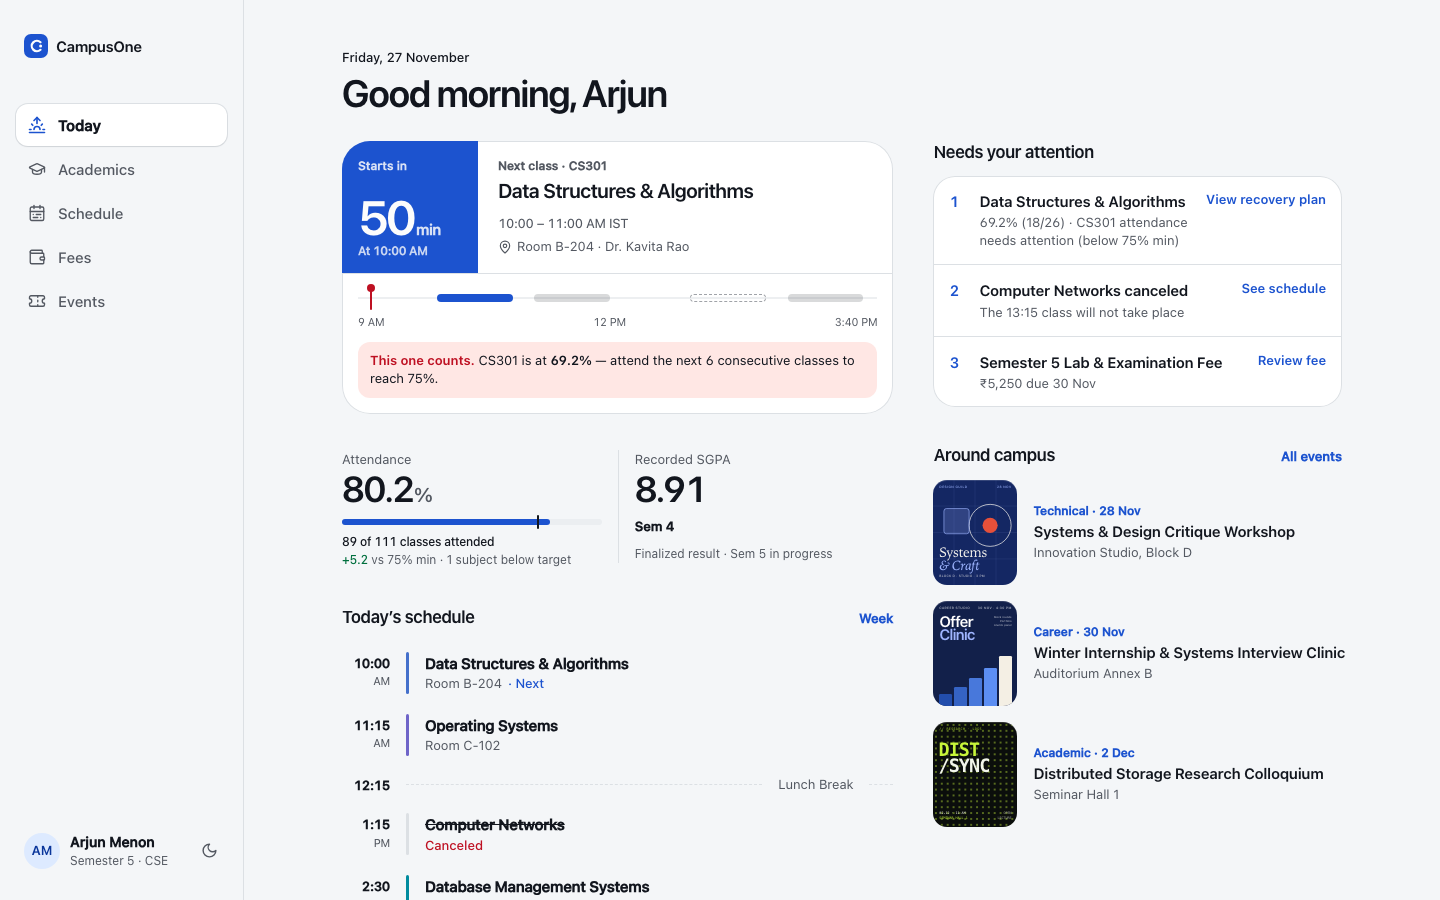 CampusOne
Today
Academics
Schedule
Fees
Events
AM
Arjun Menon
Semester 5 · CSE
Friday, 27 November
Good morning, Arjun
Starts in
50 min
At 10:00 AM
Next class · CS301
Data Structures & Algorithms
10:00 – 11:00 AM IST
Room B-204 · Dr. Kavita Rao
9 AM
12 PM
3:40 PM
This one counts. CS301 is at 69.2% — attend the next 6 consecutive classes to
reach 75%.
Attendance
80.2%
89 of 111 classes attended
+5.2 vs 75% min · 1 subject below target
Recorded SGPA
8.91
Sem 4
Finalized result · Sem 5 in progress
Today's schedule
Week
10:00 AM
Data Structures & Algorithms
Room B-204 · Next
11:15 AM
Operating Systems
Room C-102
12:15
Lunch Break
1:15 PM
Computer Networks
Canceled
2:30
Database Management Systems
Needs your attention
1
Data Structures & Algorithms
View recovery plan
69.2% (18/26) · CS301 attendance
needs attention (below 75% min)
2
Computer Networks canceled
See schedule
The 13:15 class will not take place
3
Semester 5 Lab & Examination Fee
Review fee
₹5,250 due 30 Nov
Around campus
All events
Systems
& Craft
Technical · 28 Nov
Systems & Design Critique Workshop
Innovation Studio, Block D
Offer
Clinic
Career · 30 Nov
Winter Internship & Systems Interview Clinic
Auditorium Annex B
DIST
/SYNC
Academic · 2 Dec
Distributed Storage Research Colloquium
Seminar Hall 1